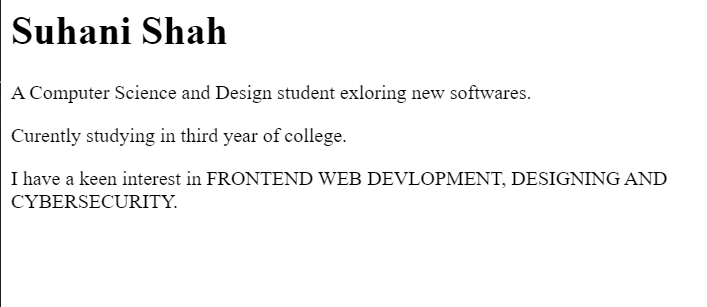 Suhani Shah
A Computer Science and Design student exloring new softwares.
Curently studying in third year of college.
I have a keen interest in FRONTEND WEB DEVLOPMENT, DESIGNING AND
CYBERSECURITY.